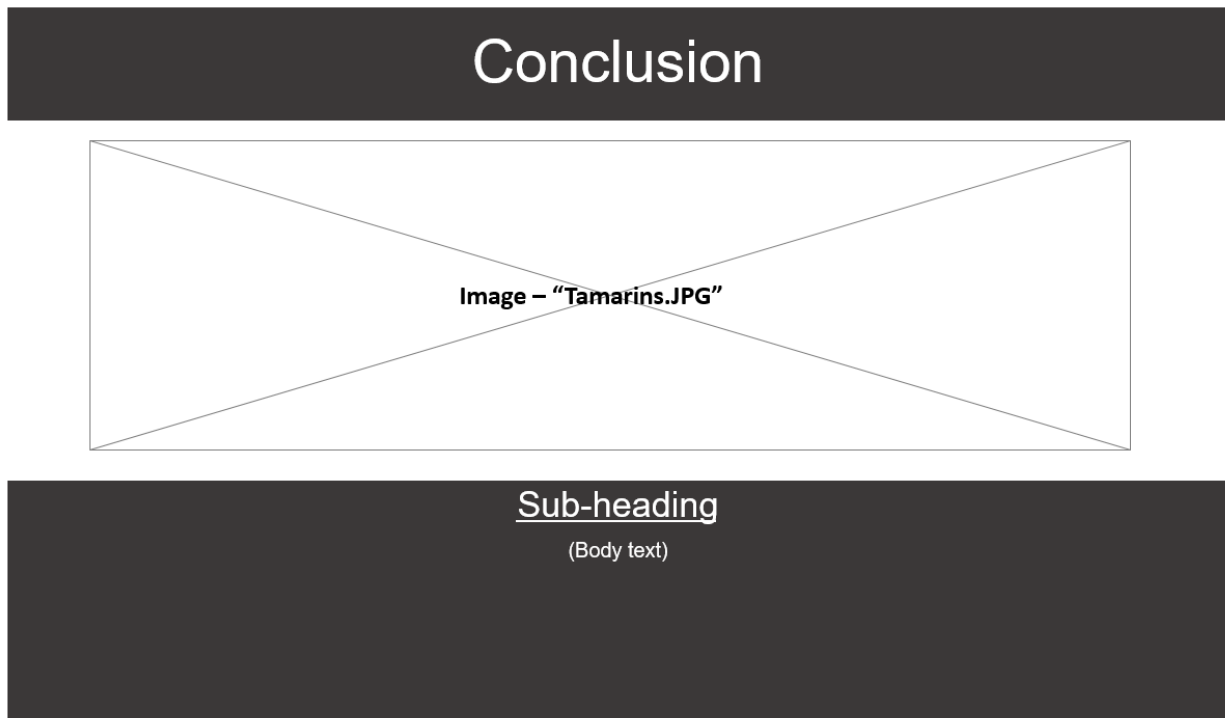 Conclusion
Image – “Tamarins.JPG”
Sub-heading
(Body text)